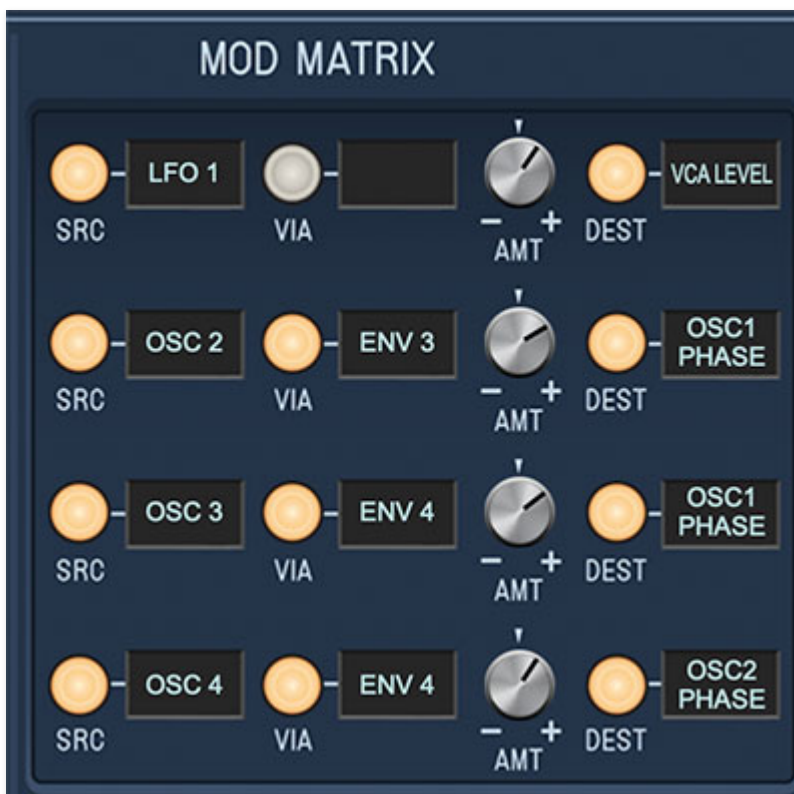 MOD MATRIX
LFO 1 VCA LEVEL
SRC VIA − + AMT DEST
OSC 2 ENV 3 OSC1 PHASE
SRC VIA − + AMT DEST
OSC 3 ENV 4 OSC1 PHASE
SRC VIA − + AMT DEST
OSC 4 ENV 4 OSC2 PHASE
SRC VIA − + AMT DEST